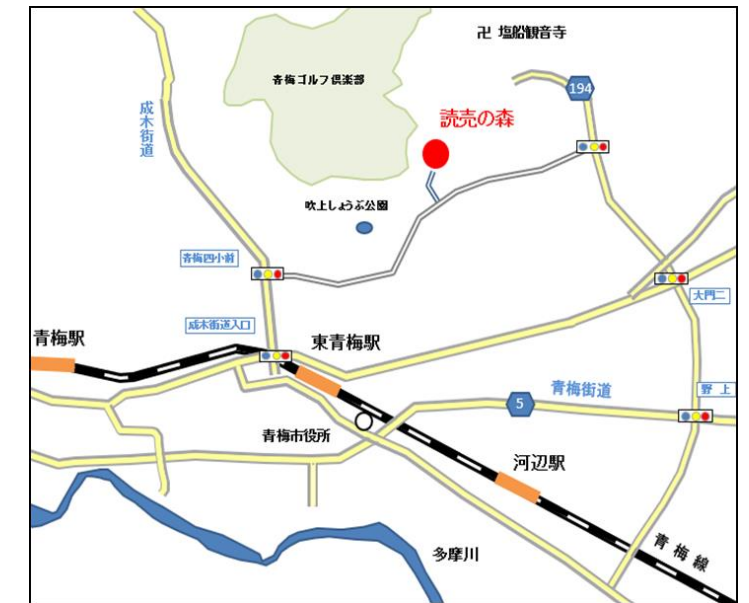 卍 塩船観音寺
青梅ゴルフ倶楽部
194
成木街道
読売の森
吹上しょうぶ公園
青梅四小前
大門二
成木街道入口
青梅駅
東青梅駅
青梅街道
野上
5
青梅市役所
河辺駅
多摩川
青梅線